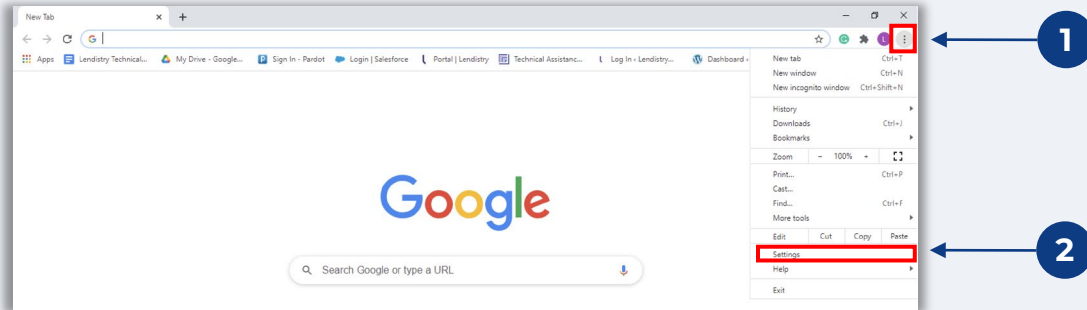 New Tab
G
Apps Lendistry Technical... My Drive - Google... Sign In - Pardot Login | Salesforce Portal | Lendistry Technical Assistanc... Log In ‹ Lendistry... Dashboard ‹
L
1
New tab Ctrl+T
New window Ctrl+N
New incognito window Ctrl+Shift+N
History
Downloads Ctrl+J
Bookmarks
Zoom - 100% +
Print... Ctrl+P
Cast...
Find... Ctrl+F
More tools
Edit Cut Copy Paste
Settings
2
Help
Exit
Google
Search Google or type a URL